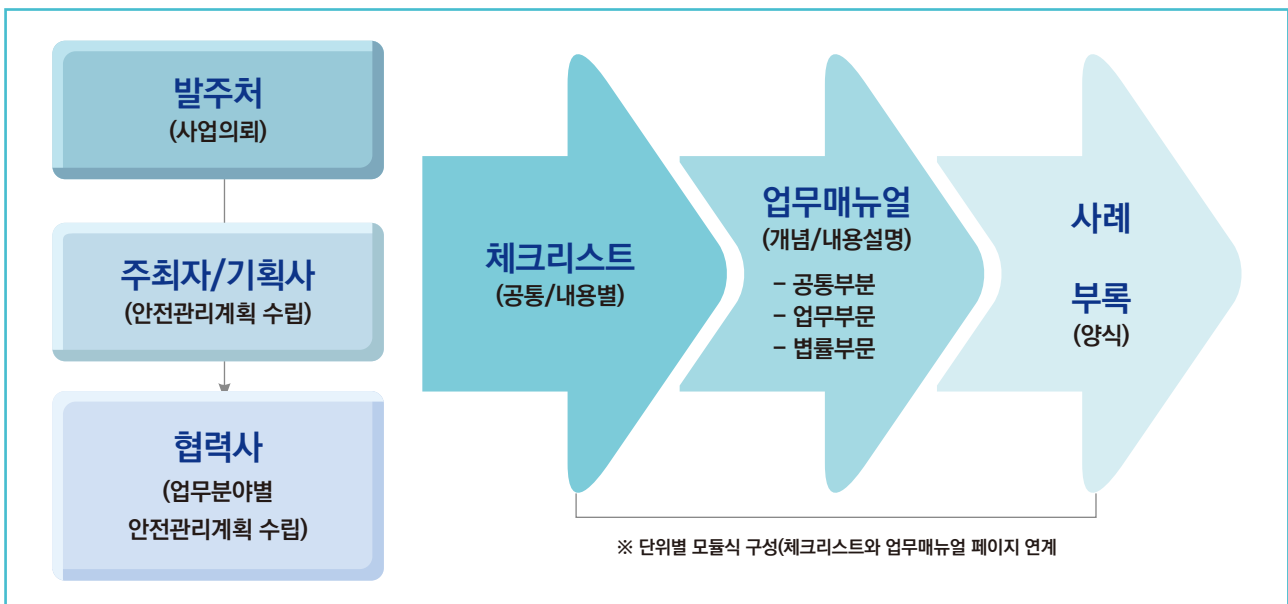 발주처
(사업의뢰)
주최자/기획사
(안전관리계획 수립)
협력사
(업무분야별
안전관리계획 수립)
체크리스트
(공통/내용별)
업무매뉴얼
(개념/내용설명)
- 공통부분
- 업무부문
- 볍률부문
사례
부록
(양식)
※ 단위별 모듈식 구성(체크리스트와 업무매뉴얼 페이지 연계